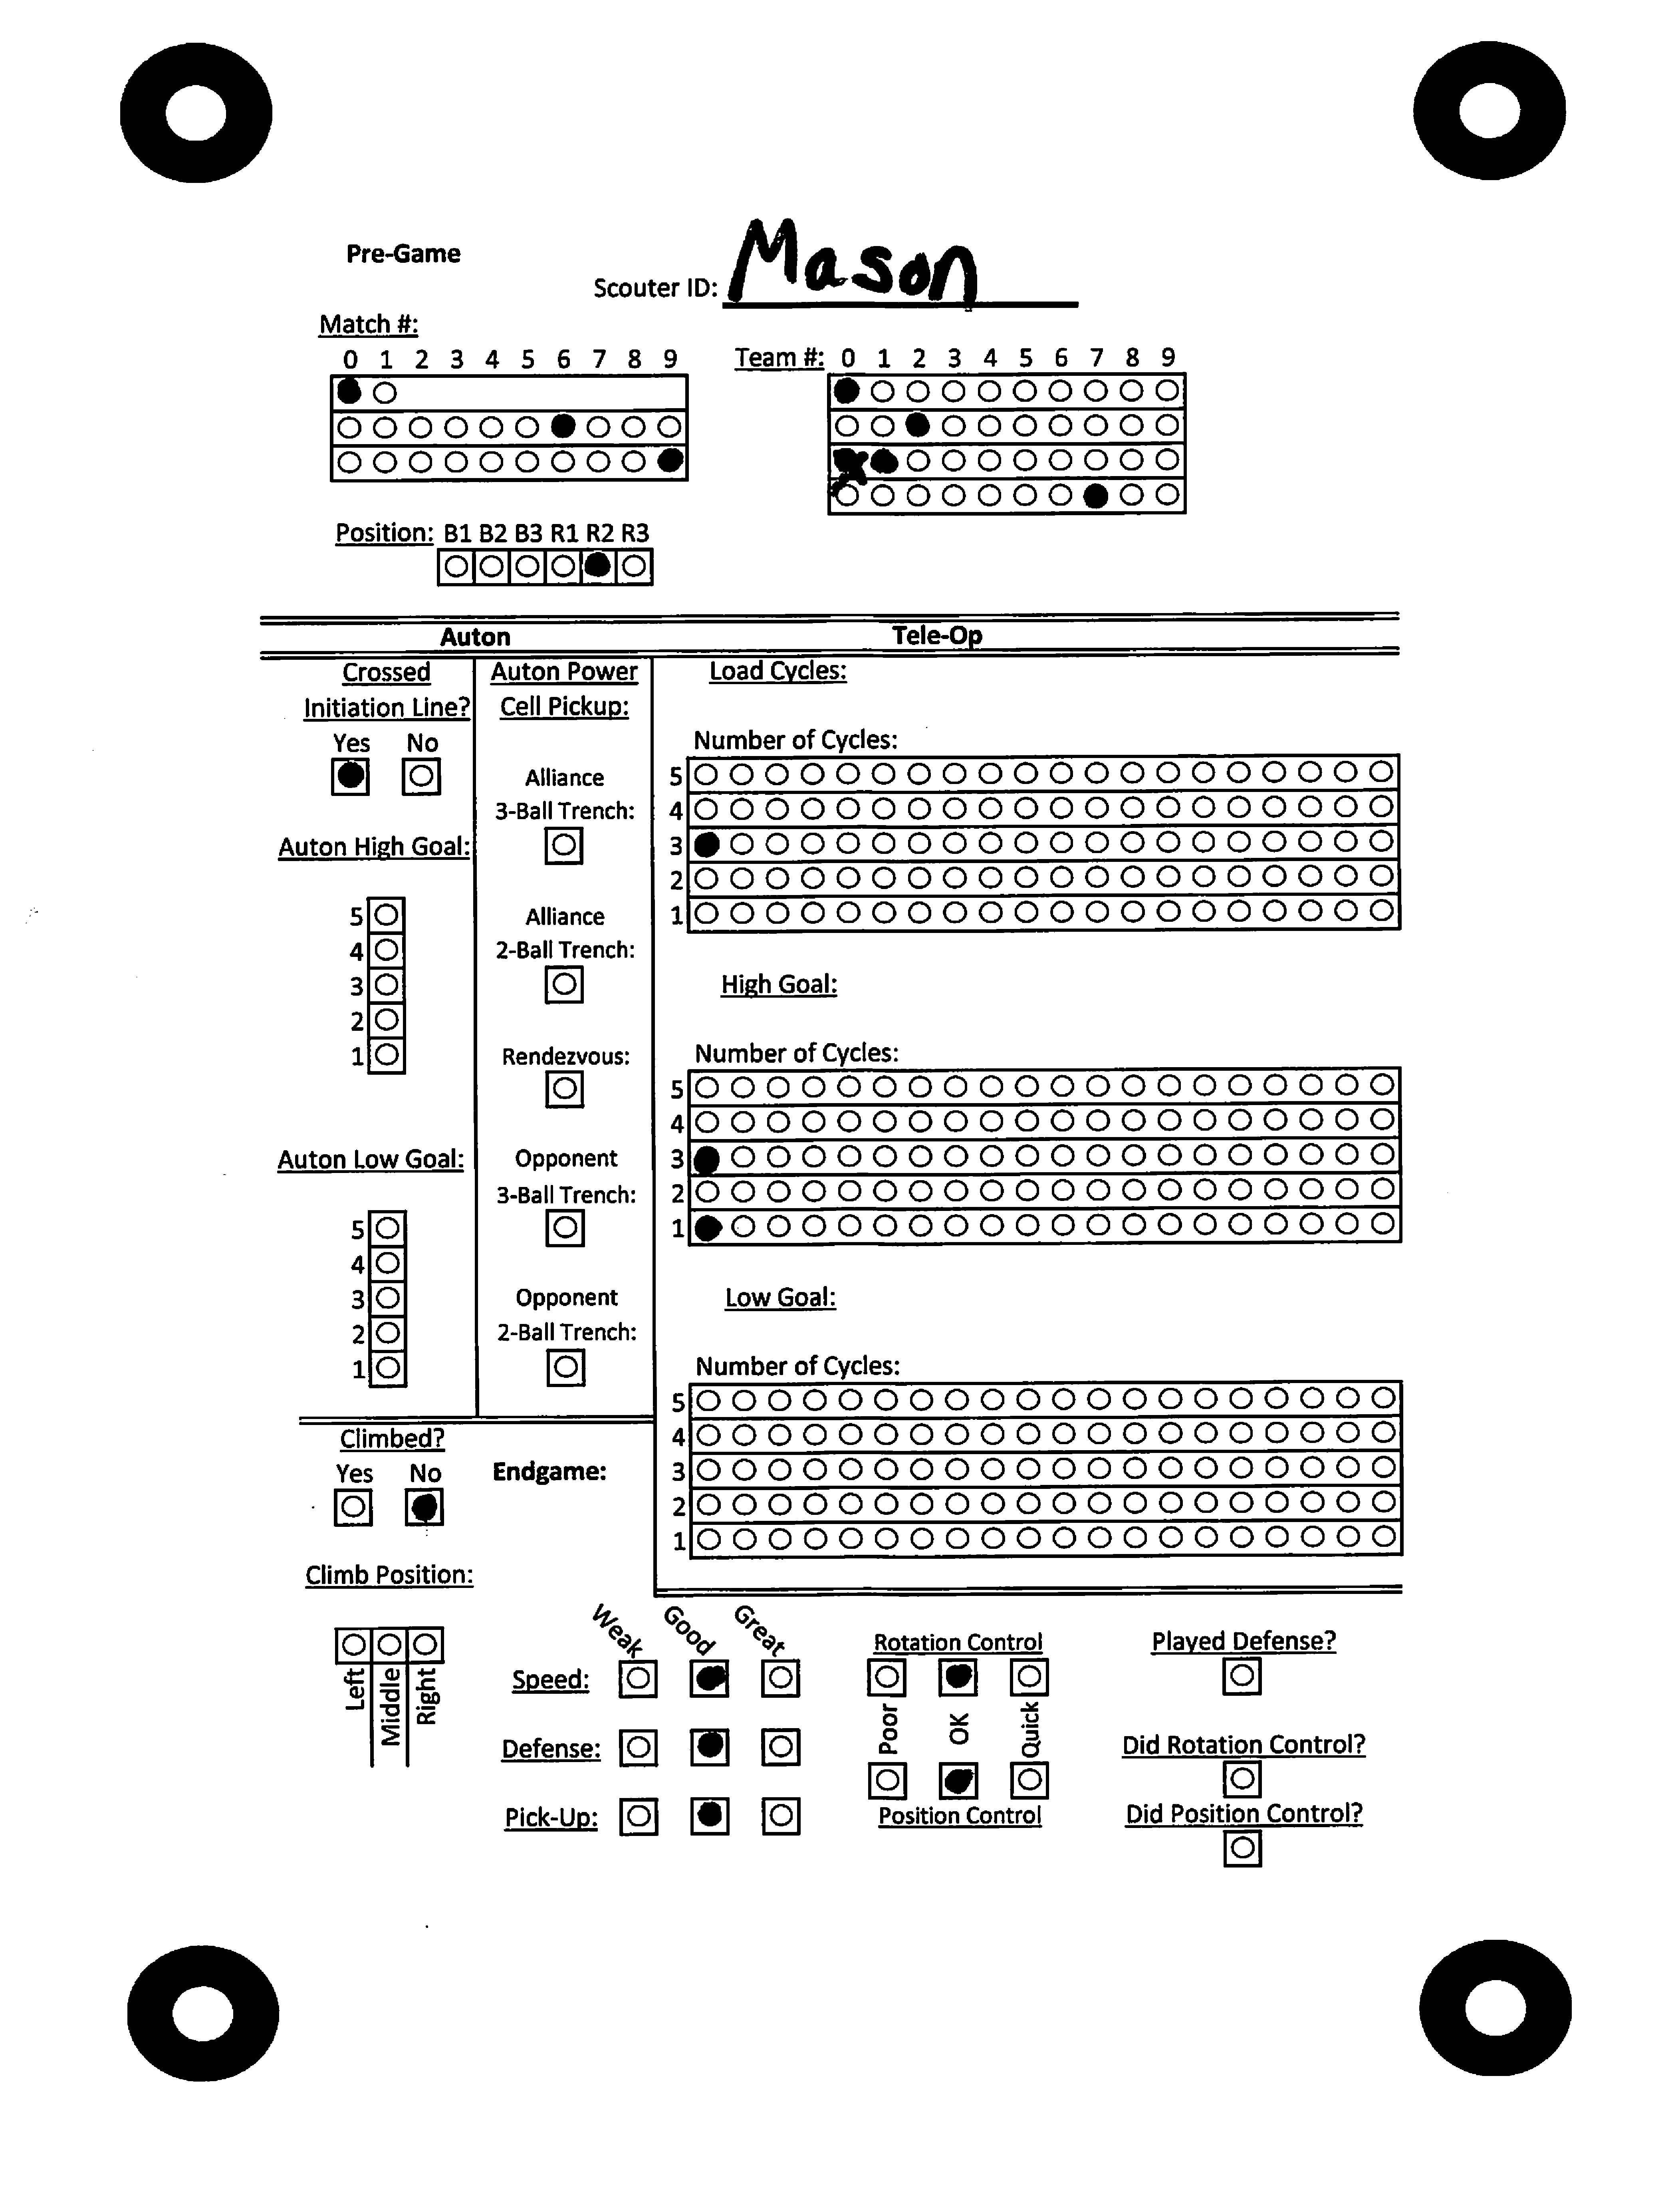 Pre-Game
Scouter ID: Mason
Match #:
0 1 2 3 4 5 6 7 8 9
Team #: 0 1 2 3 4 5 6 7 8 9
Position: B1 B2 B3 R1 R2 R3
Auton
Tele-Op
Crossed
Initiation Line?
Yes No
Auton High Goal:
5
4
3
2
1
Auton Low Goal:
5
4
3
2
1
Auton Power
Cell Pickup:
Alliance
3-Ball Trench:
Alliance
2-Ball Trench:
Rendezvous:
Opponent
3-Ball Trench:
Opponent
2-Ball Trench:
Load Cycles:
Number of Cycles:
5
4
3
2
1
High Goal:
Number of Cycles:
5
4
3
2
1
Low Goal:
Number of Cycles:
5
4
3
2
1
Climbed?
Yes No
Endgame:
Climb Position:
Left
Middle
Right
Weak Good Great
Speed:
Defense:
Pick-Up:
Rotation Control
Poor OK Quick
Position Control
Played Defense?
Did Rotation Control?
Did Position Control?